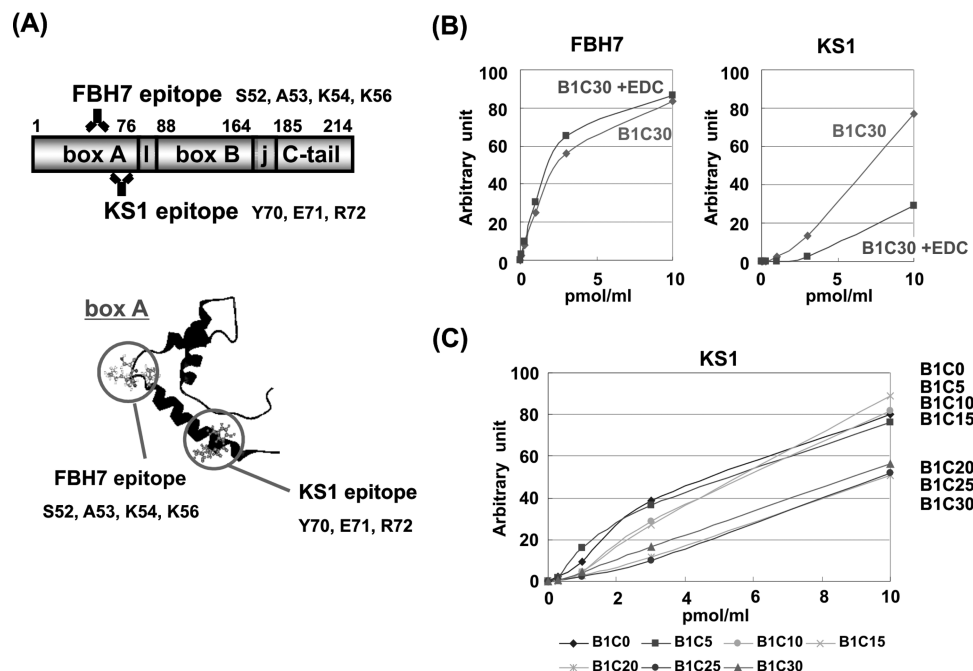 (A)
FBH7 epitope S52, A53, K54, K56
1 76 88 164 185 214
box A l box B j C-tail
KS1 epitope Y70, E71, R72
box A
FBH7 epitope
S52, A53, K54, K56
KS1 epitope
Y70, E71, R72
(B)
FBH7
Arbitrary unit
100
80
60
40
20
0
B1C30 +EDC
B1C30
0 5 10
pmol/ml
KS1
Arbitrary unit
100
80
60
40
20
0
B1C30
B1C30 +EDC
0 5 10
pmol/ml
(C)
KS1
Arbitrary unit
100
80
60
40
20
0
0 2 4 6 8 10
pmol/ml
B1C0
B1C5
B1C10
B1C15
B1C20
B1C25
B1C30
B1C0 B1C5 B1C10 B1C15
B1C20 B1C25 B1C30